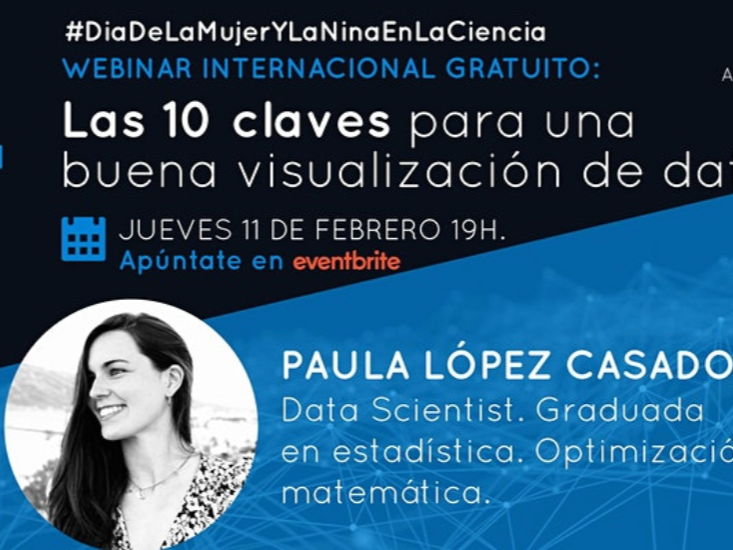 #DiaDeLaMujerYLaNinaEnLaCiencia
WEBINAR INTERNACIONAL GRATUITO:
Las 10 claves para una
buena visualización de
JUEVES 11 DE FEBRERO 19H.
Apúntate en eventbrite
PAULA LÓPEZ CASADO
Data Scientist. Graduada
en estadística. Optimizació
matemática.